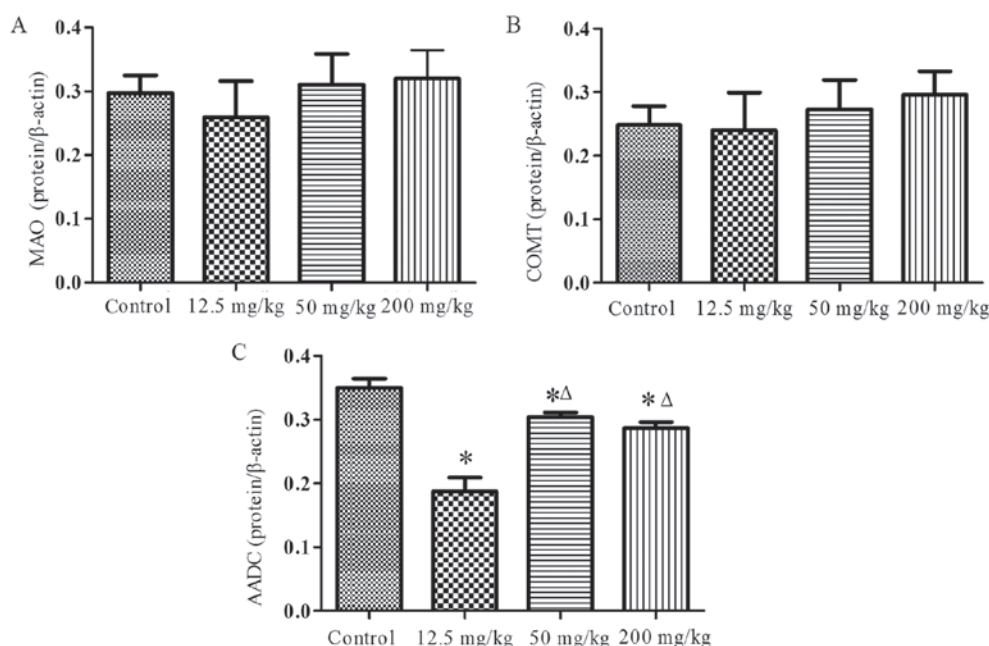 A
MAO (protein/β-actin)
0.4
0.3
0.2
0.1
0.0
Control 12.5 mg/kg 50 mg/kg 200 mg/kg
B
COMT (protein/β-actin)
0.4
0.3
0.2
0.1
0.0
Control 12.5 mg/kg 50 mg/kg 200 mg/kg
C
AADC (protein/β-actin)
0.4
0.3
0.2
0.1
0.0
*
*Δ
* Δ
Control 12.5 mg/kg 50 mg/kg 200 mg/kg